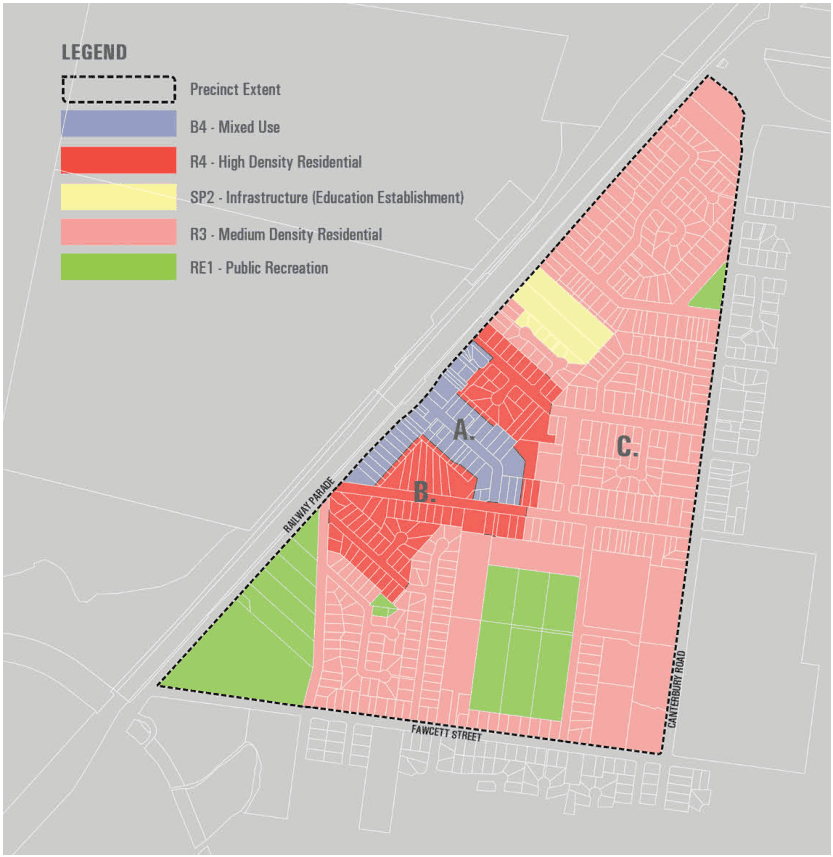 LEGEND
Precinct Extent
B4 - Mixed Use
R4 - High Density Residential
SP2 - Infrastructure (Education Establishment)
R3 - Medium Density Residential
RE1 - Public Recreation
A.
C.
B.
RAILWAY PARADE
CANTERBURY ROAD
FAWCETT STREET